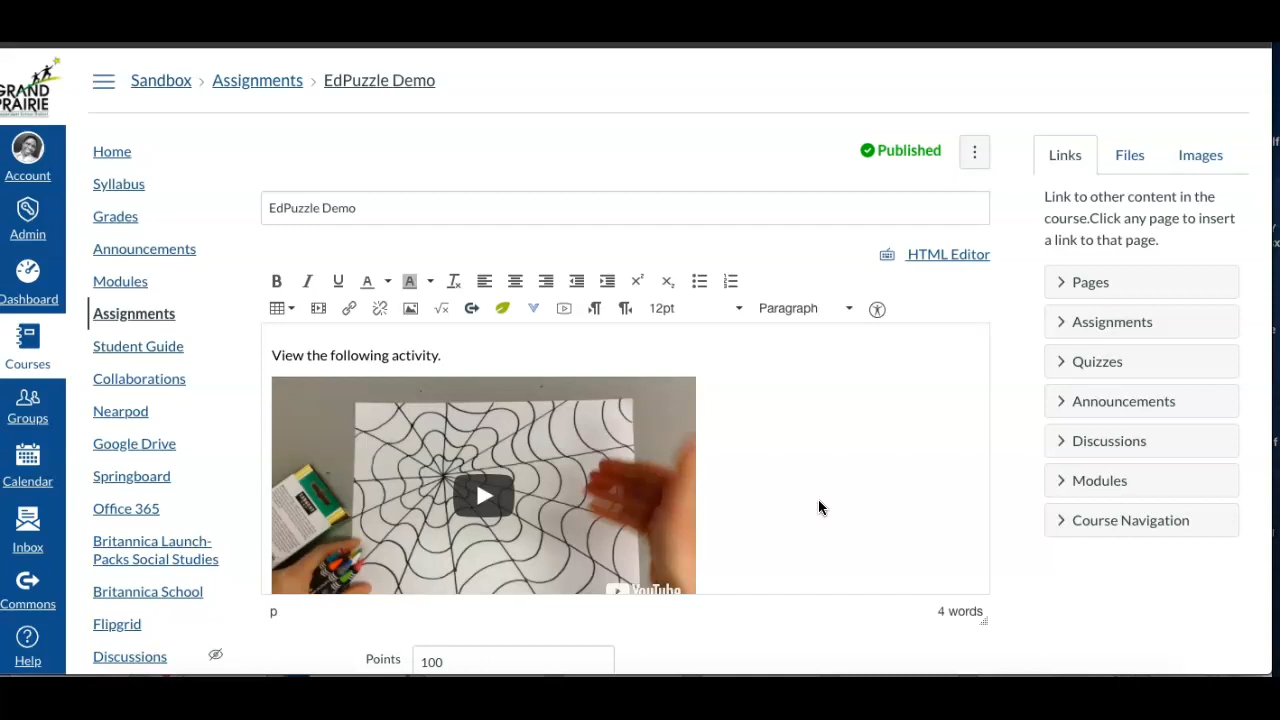 GRAND
PRAIRIE
Sandbox › Assignments › EdPuzzle Demo
Account
Admin
Dashboard
Courses
Groups
Calendar
Inbox
Commons
Help
Home
Syllabus
Grades
Announcements
Modules
Assignments
Student Guide
Collaborations
Nearpod
Google Drive
Springboard
Office 365
Britannica Launch-
Packs Social Studies
Britannica School
Flipgrid
Discussions
Published
EdPuzzle Demo
HTML Editor
B I U A A
12pt Paragraph
View the following activity.
YouTube
p 4 words
Points 100
Links Files Images
Link to other content in the
course.Click any page to insert
a link to that page.
Pages
Assignments
Quizzes
Announcements
Discussions
Modules
Course Navigation